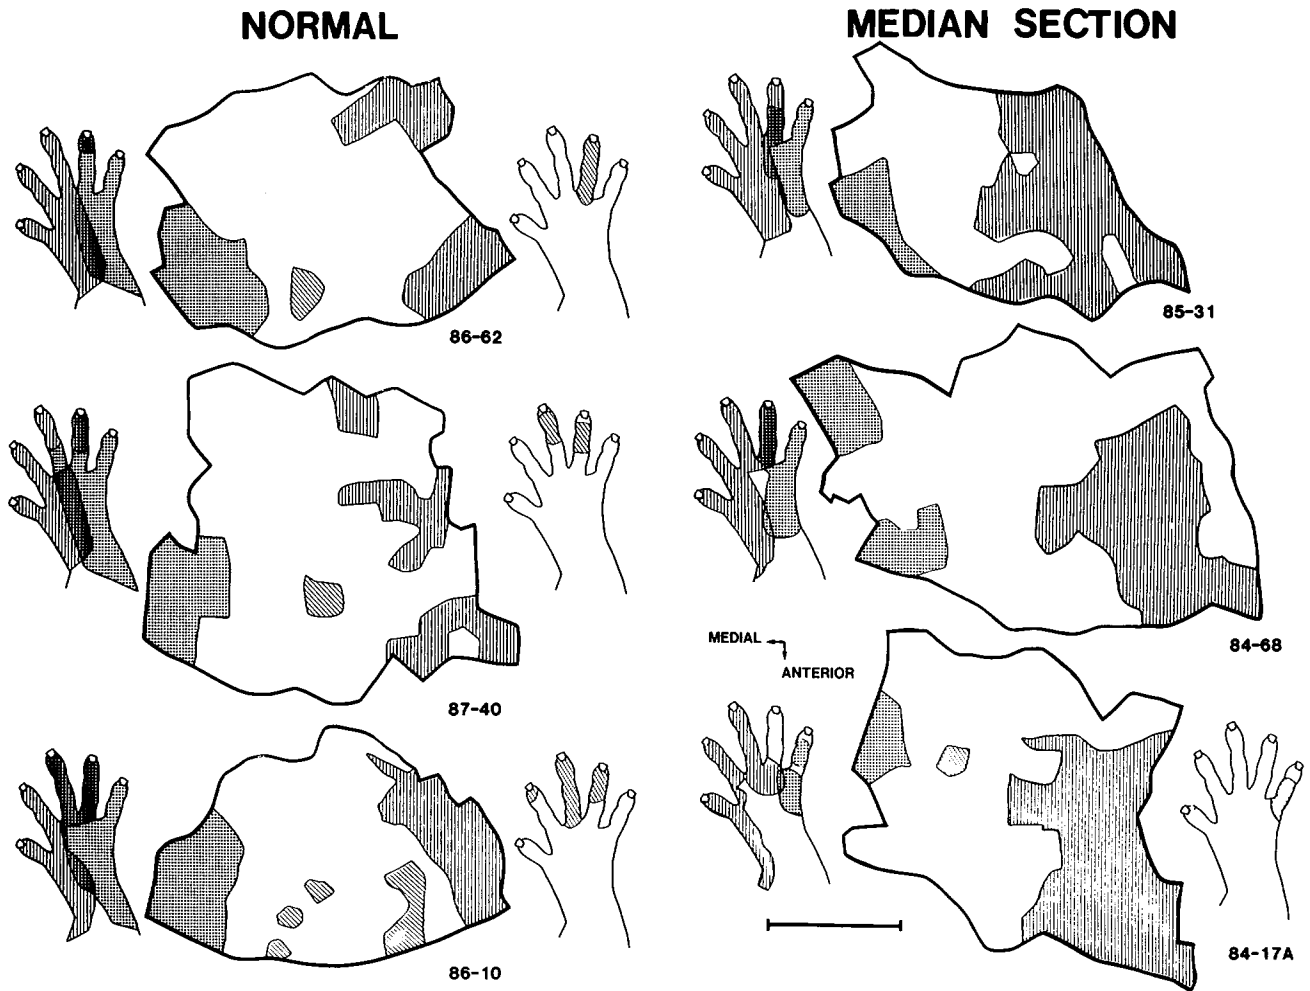 NORMAL
MEDIAN SECTION
86-62
85-31
87-40
84-68
MEDIAL
ANTERIOR
86-10
84-17A